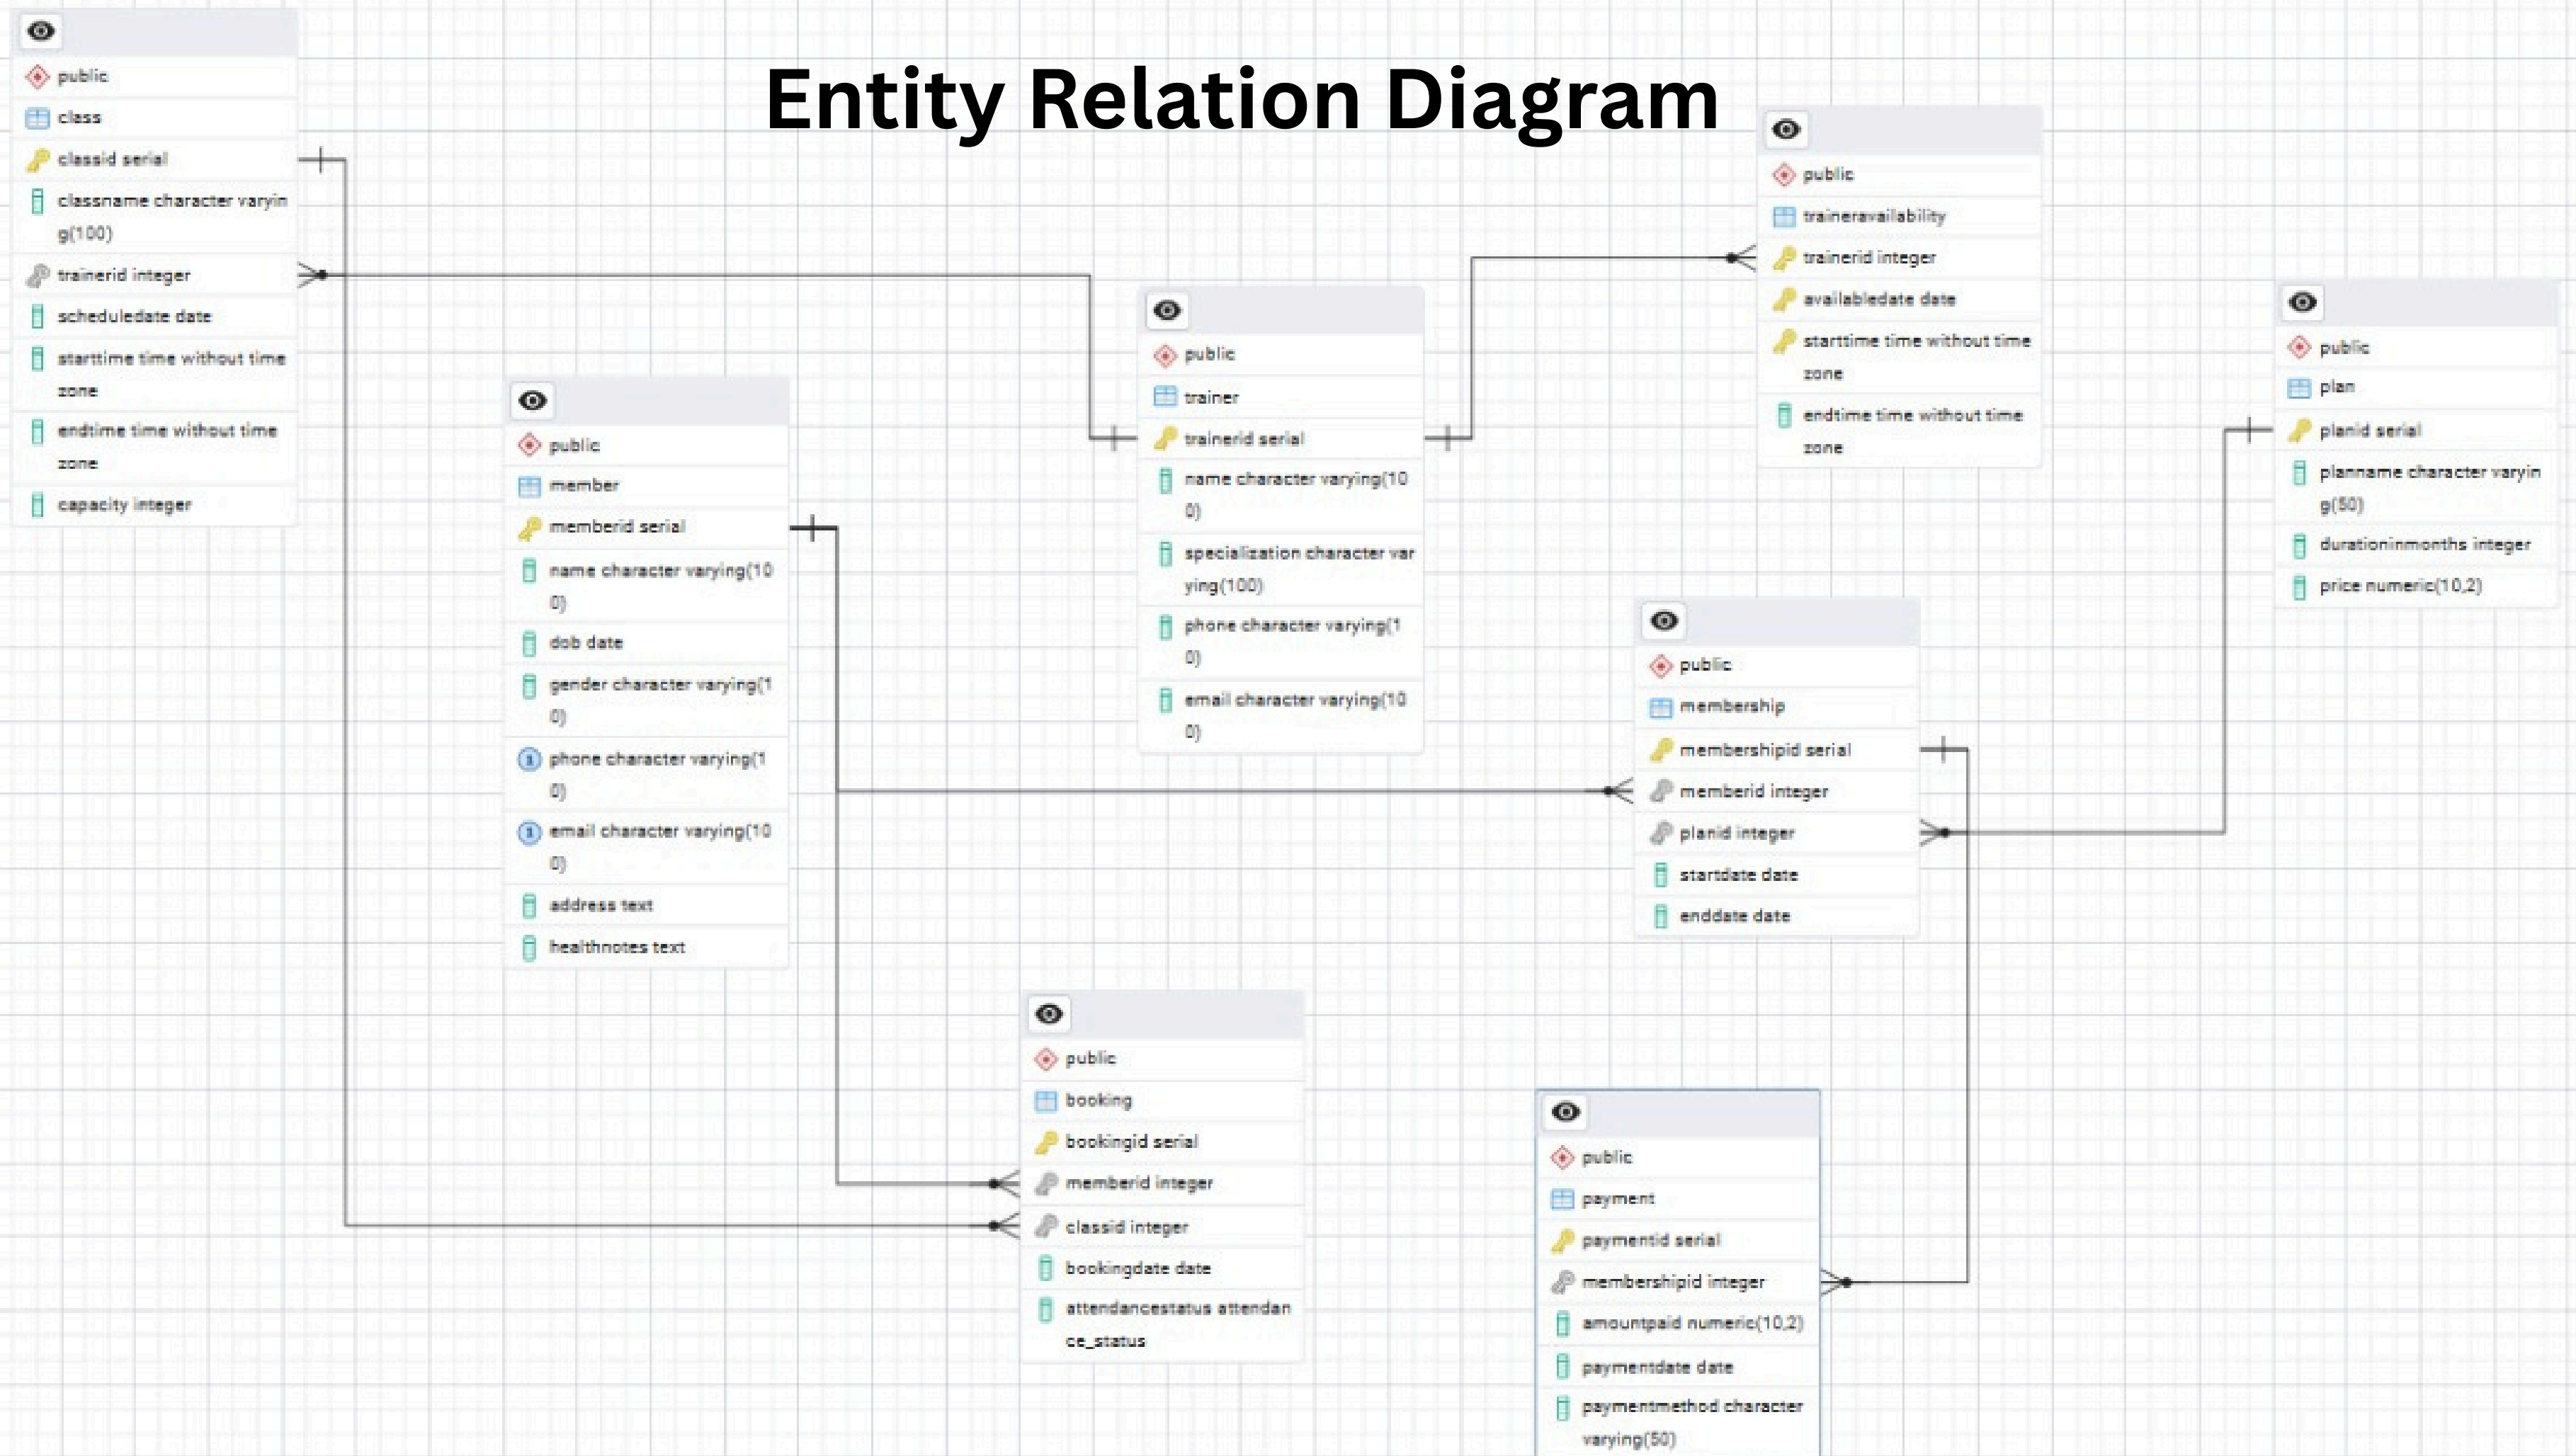 Entity Relation Diagram
public
class
classid serial
classname character varyin
g(100)
trainerid integer
scheduledate date
starttime time without time
zone
endtime time without time
zone
capacity integer
public
member
memberid serial
name character varying(10
0)
dob date
gender character varying(1
0)
phone character varying(1
0)
email character varying(10
0)
address text
healthnotes text
public
trainer
trainerid serial
name character varying(10
0)
specialization character var
ying(100)
phone character varying(1
0)
email character varying(10
0)
public
traineravailability
trainerid integer
availabledate date
starttime time without time
zone
endtime time without time
zone
public
plan
planid serial
planname character varyin
g(50)
durationinmonths integer
price numeric(10,2)
public
membership
membershipid serial
memberid integer
planid integer
startdate date
enddate date
public
booking
bookingid serial
memberid integer
classid integer
bookingdate date
attendancestatus attendan
ce_status
public
payment
paymentid serial
membershipid integer
amountpaid numeric(10,2)
paymentdate date
paymentmethod character
varying(50)